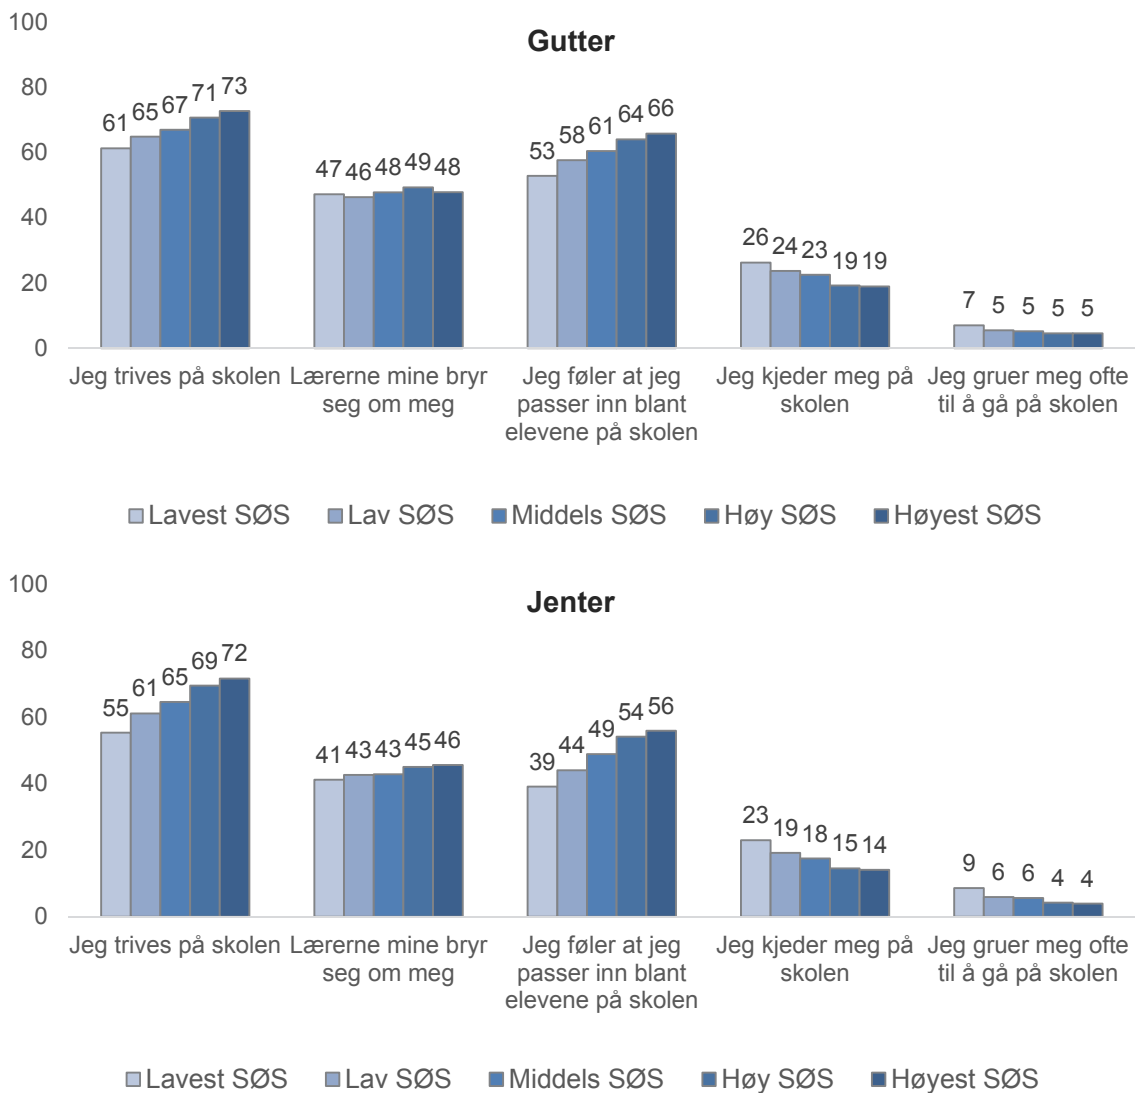 Gutter
100
80
60
40
20
0
61 65 67 71 73
47 46 48 49 48
53 58 61 64 66
26 24 23 19 19
7 5 5 5 5
Jeg trives på skolen
Lærerne mine bryr
seg om meg
Jeg føler at jeg
passer inn blant
elevene på skolen
Jeg kjeder meg på
skolen
Jeg gruer meg ofte
til å gå på skolen
Lavest SØS Lav SØS Middels SØS Høy SØS Høyest SØS
Jenter
100
80
60
40
20
0
55 61 65 69 72
41 43 43 45 46
39 44 49 54 56
23 19 18 15 14
9 6 6 4 4
Jeg trives på skolen
Lærerne mine bryr
seg om meg
Jeg føler at jeg
passer inn blant
elevene på skolen
Jeg kjeder meg på
skolen
Jeg gruer meg ofte
til å gå på skolen
Lavest SØS Lav SØS Middels SØS Høy SØS Høyest SØS